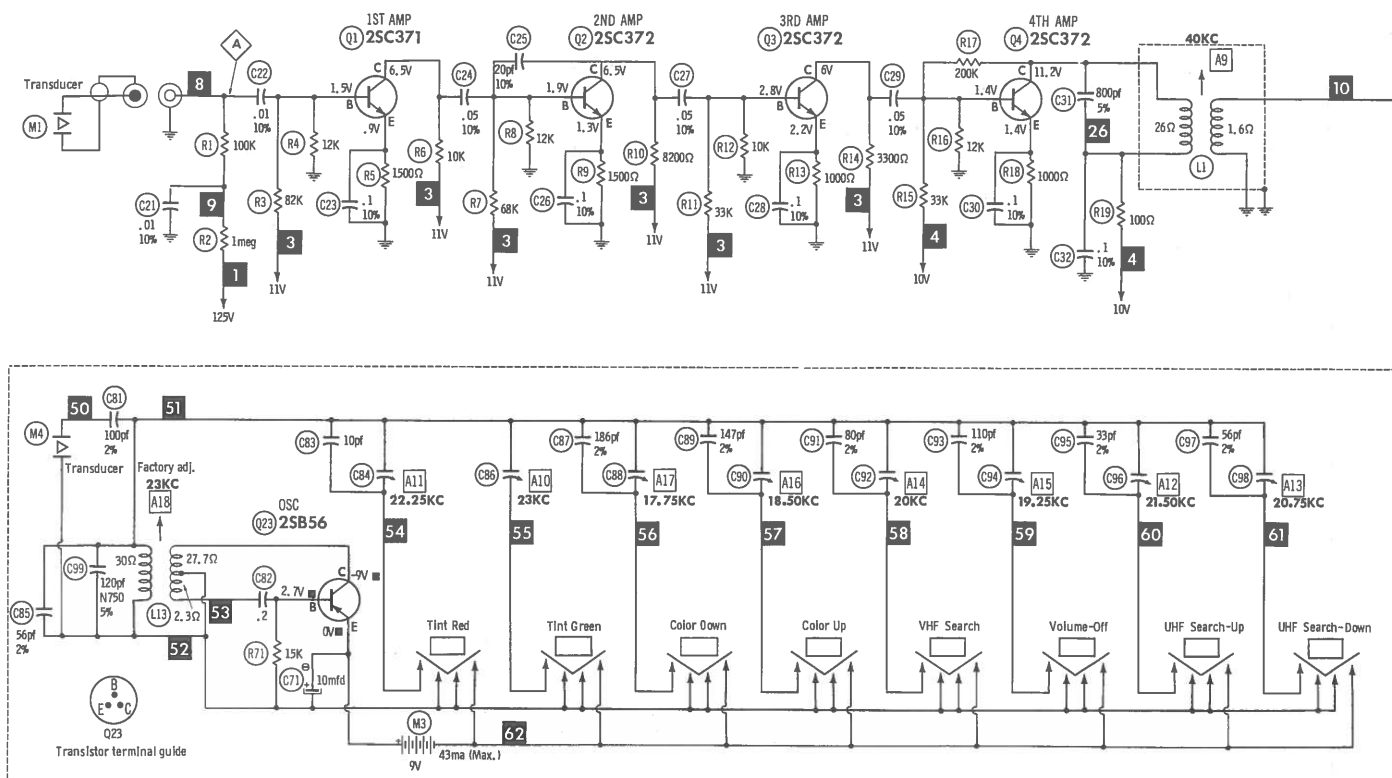 1ST AMP
Q1 2SC371
2ND AMP
Q2 2SC372
3RD AMP
Q3 2SC372
4TH AMP
Q4 2SC372
40KC
A9
Transducer
M1
8
A
C22
.01
10%
1.5V
B
C
6.5V
.9V
E
R1
100K
R4
12K
R3
82K
R5
1500Ω
C23
.1
10%
C21
.01
10%
9
R2
1meg
1
125V
3
11V
R6
10K
3
11V
C24
.05
10%
C25
20pf
10%
1.9V
B
C
6.5V
1.3V
E
R8
12K
R7
68K
3
11V
R9
1500Ω
C26
.1
10%
R10
8200Ω
3
11V
C27
.05
10%
2.8V
B
C
6V
2.2V
E
R12
10K
R11
33K
3
11V
R13
1000Ω
C28
.1
10%
R14
3300Ω
3
11V
C29
.05
10%
R17
200K
1.4V
B
C
11.2V
1.4V
E
R16
12K
R15
33K
4
10V
R18
1000Ω
C30
.1
10%
C31
800pf
5%
26
R19
100Ω
C32
.1
10%
4
10V
26Ω
1.6Ω
L1
10
50
C81
100pf
2%
51
M4
Transducer
Factory adj.
23KC
A18
OSC
Q23 2SB56
C85
56pf
2%
C99
120pf
N750
5%
30Ω
27.7Ω
L13
2.3Ω
53
52
C82
.2
2.7V
B
C
-9V
0V
E
R71
15K
C71
+
10mfd
C83
10pf
C84
A11
22.25KC
54
C86
A10
23KC
55
C87
186pf
2%
C88
A17
17.75KC
56
C89
147pf
2%
C90
A16
18.50KC
57
C91
80pf
2%
C92
A14
20KC
58
C93
110pf
2%
C94
A15
19.25KC
59
C95
33pf
2%
C96
A12
21.50KC
60
C97
56pf
2%
C98
A13
20.75KC
61
Tint Red
Tint Green
Color Down
Color Up
VHF Search
Volume-Off
UHF Search-Up
UHF Search-Down
M3
+
9V
43ma (Max.)
62
B
E
C
Q23
Transistor terminal guide